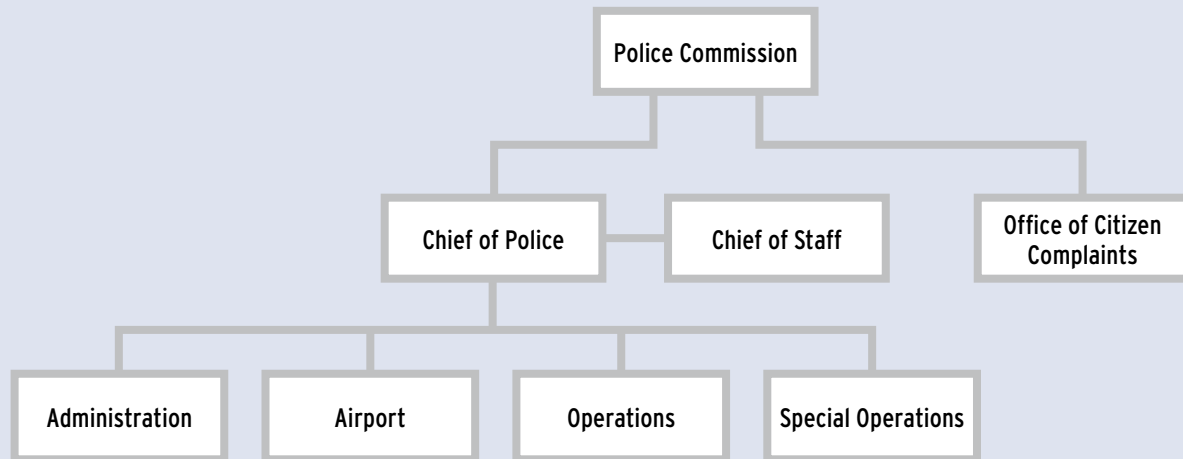 Police Commission
Chief of Police
Chief of Staff
Office of Citizen
Complaints
Administration
Airport
Operations
Special Operations